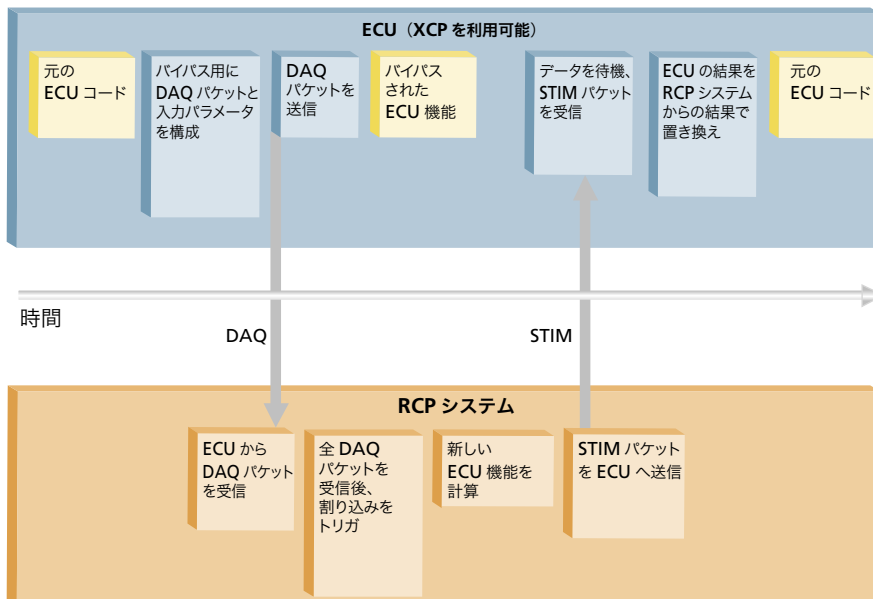 ECU（XCP を利用可能）
元の
ECU コード
バイパス用に
DAQ パケットと
入力パラメータ
を構成
DAQ
パケットを
送信
バイパス
された
ECU 機能
データを待機、
STIM パケット
を受信
ECU の結果を
RCP システム
からの結果で
置き換え
元の
ECU コード
時間
DAQ
STIM
RCP システム
ECU から
DAQ パケット
を受信
全 DAQ
パケットを
受信後、
割り込みを
トリガ
新しい
ECU 機能を
計算
STIM パケット
を ECU へ送信